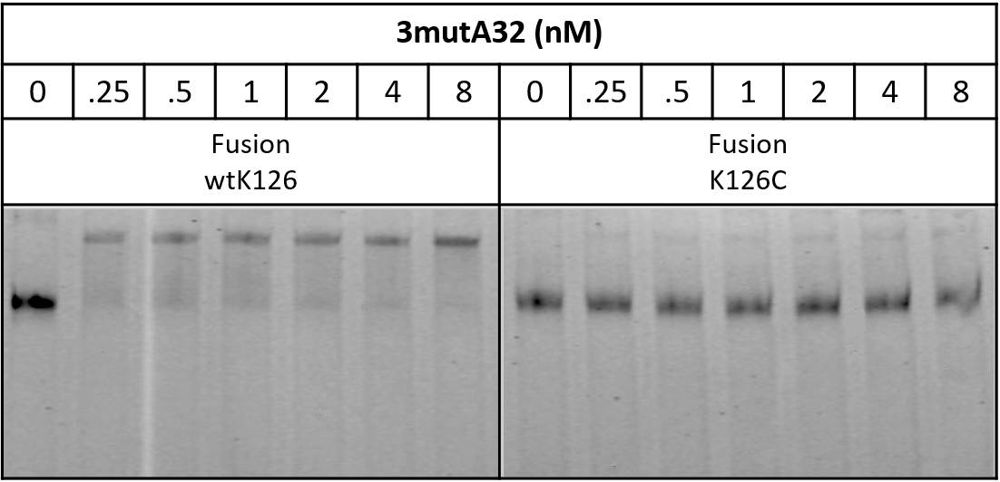 3mutA32 (nM)
0 .25 .5 1 2 4 8 0 .25 .5 1 2 4 8
Fusion
wtK126
Fusion
K126C